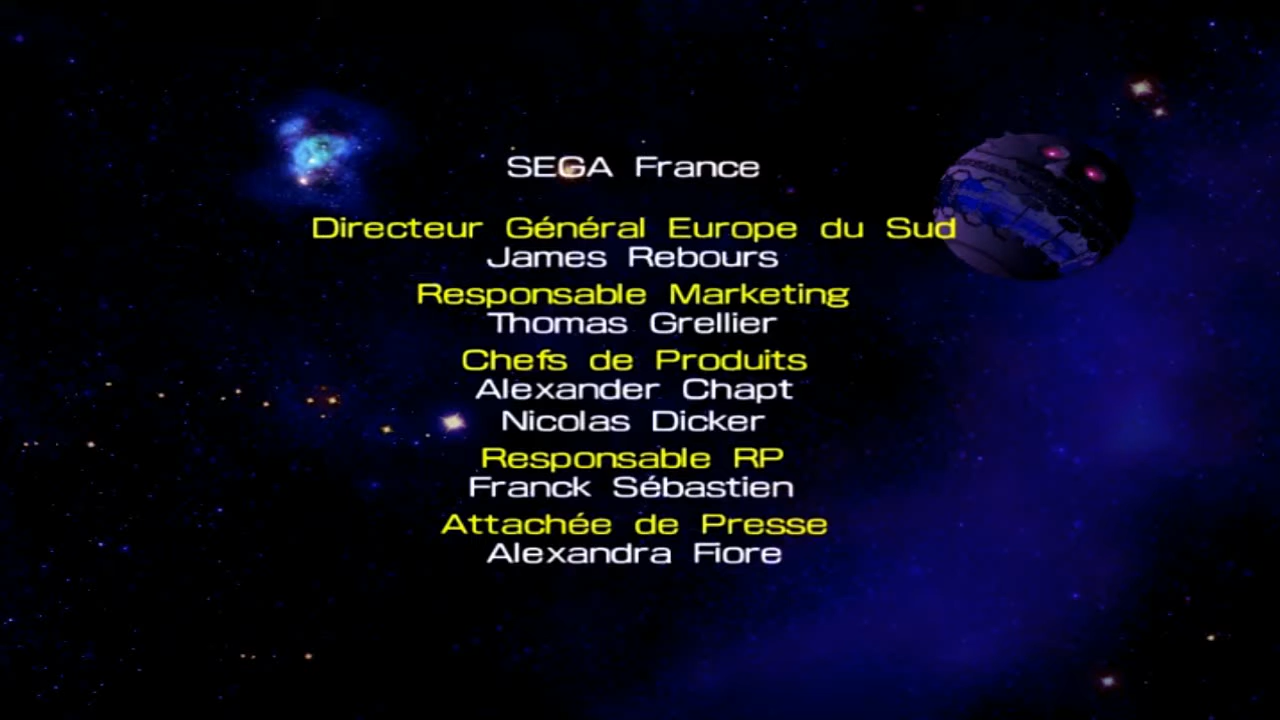 SEGA France
Directeur Général Europe du Sud
James Rebours
Responsable Marketing
Thomas Grellier
Chefs de Produits
Alexander Chapt
Nicolas Dicker
Responsable RP
Franck Sébastien
Attachée de Presse
Alexandra Fiore